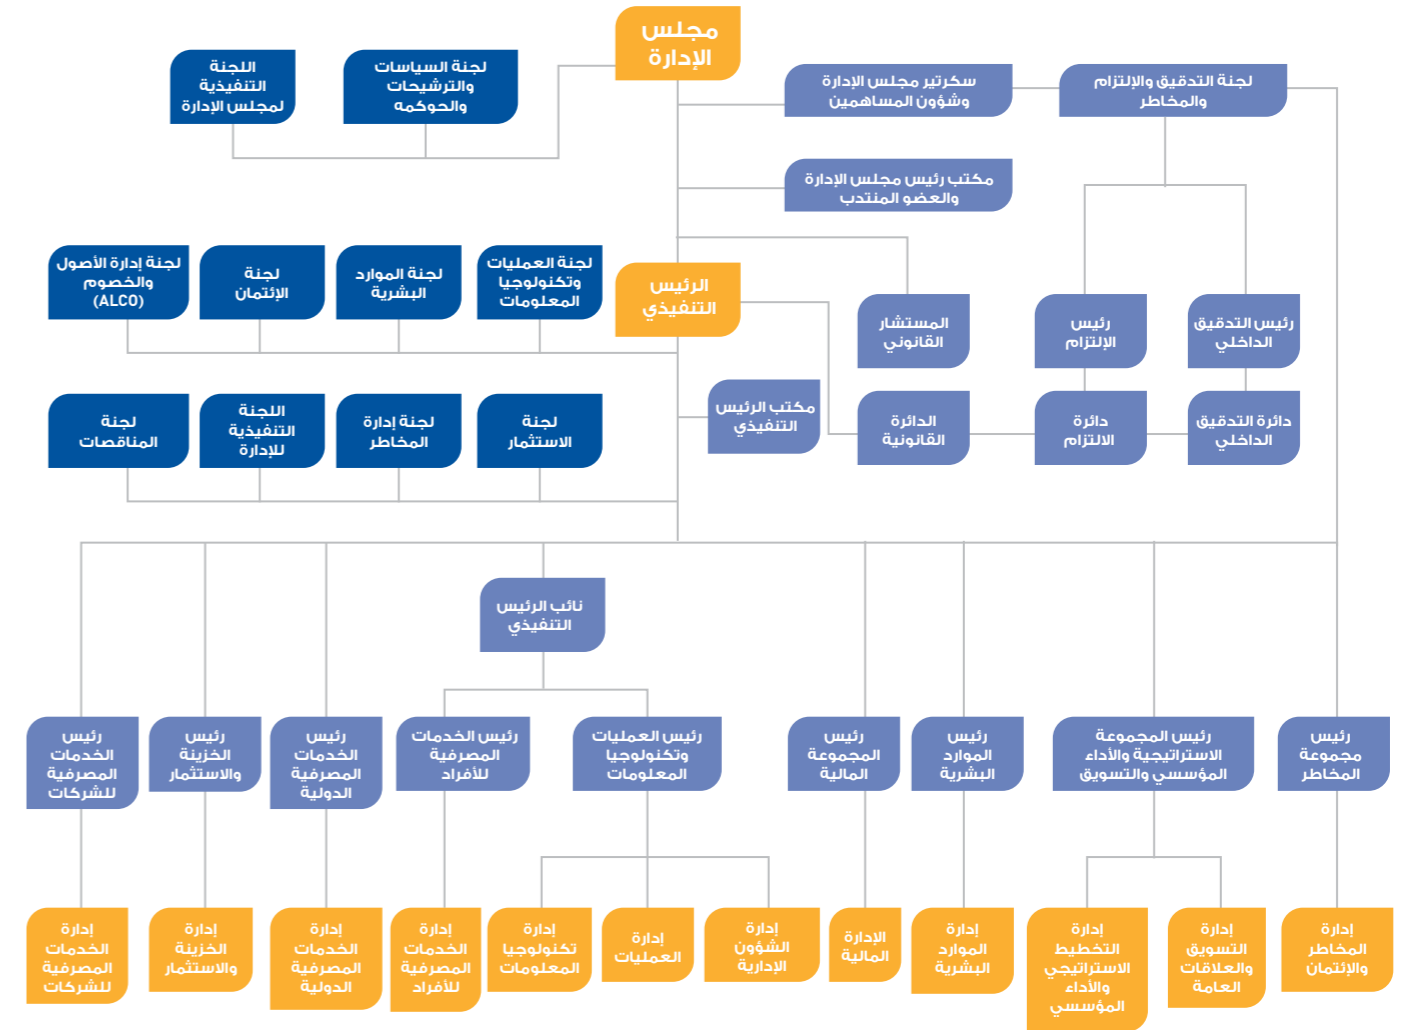 مجلس
الإدارة
لجنة التدقيق والإلتزام
والمخاطر
سكرتير مجلس الإدارة
وشؤون المساهمين
لجنة السياسات
والترشيحات
والحوكمه
اللجنة
التنفيذية
لمجلس الإدارة
مكتب رئيس مجلس الإدارة
والعضو المنتدب
الرئيس
التنفيذي
لجنة العمليات
وتكنولوجيا
المعلومات
لجنة الموارد
البشرية
لجنة
الإئتمان
لجنة إدارة الأصول
والخصوم
(ALCO)
رئيس التدقيق
الداخلي
رئيس
الإلتزام
المستشار
القانوني
دائرة التدقيق
الداخلي
دائرة
الالتزام
الدائرة
القانونية
مكتب الرئيس
التنفيذي
لجنة
الاستثمار
لجنة إدارة
المخاطر
اللجنة
التنفيذية
للإدارة
لجنة
المناقصات
نائب الرئيس
التنفيذي
رئيس
مجموعة
المخاطر
رئيس المجموعة
الاستراتيجية والأداء
المؤسسي والتسويق
رئيس
الموارد
البشرية
رئيس
المجموعة
المالية
رئيس العمليات
وتكنولوجيا
المعلومات
رئيس الخدمات
المصرفية
للأفراد
رئيس
الخدمات
المصرفية
الدولية
رئيس
الخزينة
والاستثمار
رئيس
الخدمات
المصرفية
للشركات
إدارة
المخاطر
والإئتمان
إدارة
التسويق
والعلاقات
العامة
إدارة
التخطيط
الاستراتيجي
والأداء
المؤسسي
إدارة
الموارد
البشرية
الإدارة
المالية
إدارة
الشؤون
الإدارية
إدارة
العمليات
إدارة
تكنولوجيا
المعلومات
إدارة
الخدمات
المصرفية
للأفراد
إدارة
الخدمات
المصرفية
الدولية
إدارة
الخزينة
والاستثمار
إدارة
الخدمات
المصرفية
للشركات